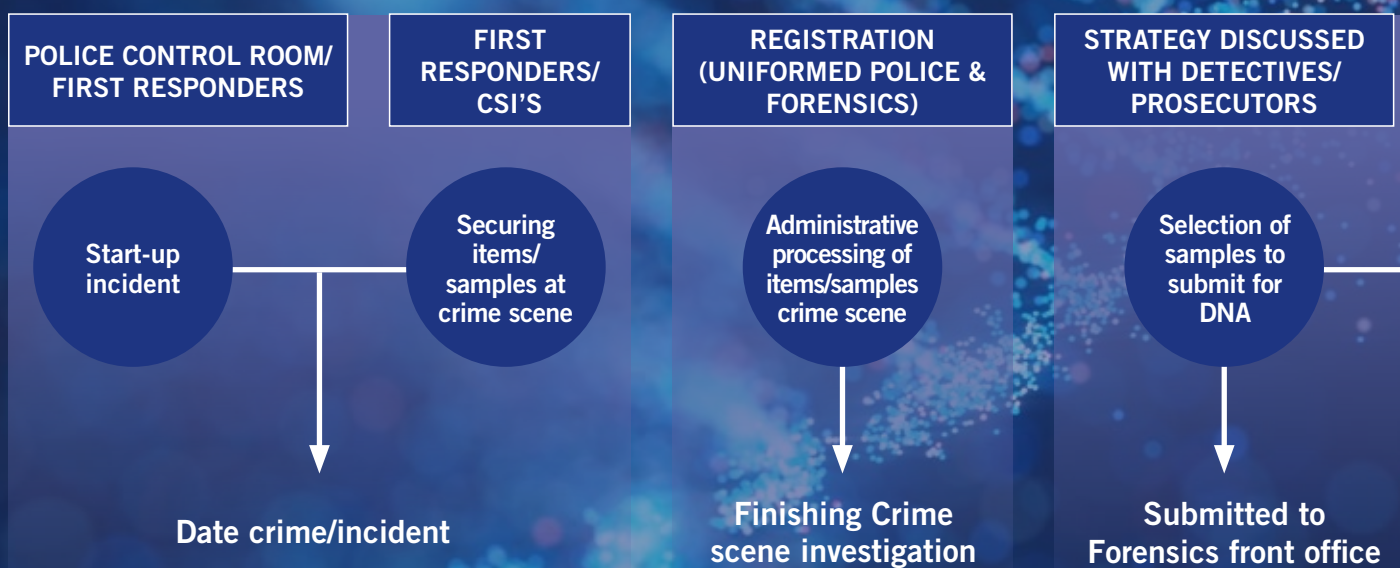 POLICE CONTROL ROOM/
FIRST RESPONDERS
FIRST
RESPONDERS/
CSI'S
REGISTRATION
(UNIFORMED POLICE &
FORENSICS)
STRATEGY DISCUSSED
WITH DETECTIVES/
PROSECUTORS
Start-up
incident
Securing
items/
samples at
crime scene
Administrative
processing of
items/samples
crime scene
Selection of
samples to
submit for
DNA
Date crime/incident
Finishing Crime
scene investigation
Submitted to
Forensics front office